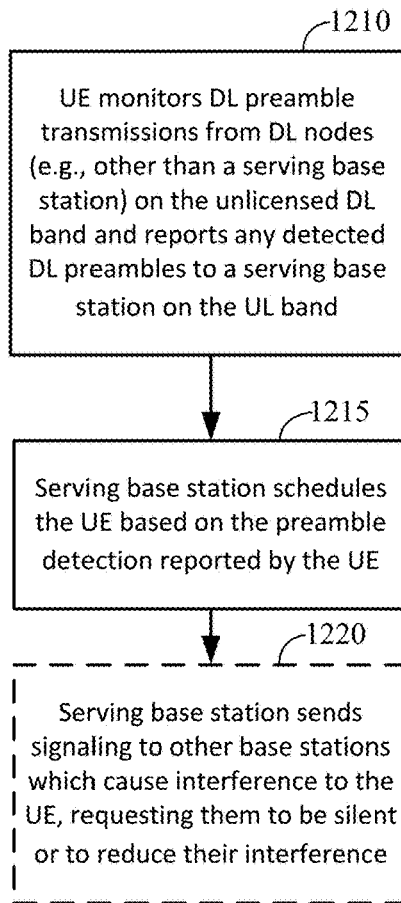 1210
UE monitors DL preamble
transmissions from DL nodes
(e.g., other than a serving base
station) on the unlicensed DL
band and reports any detected
DL preambles to a serving base
station on the UL band
1215
Serving base station schedules
the UE based on the preamble
detection reported by the UE
1220
Serving base station sends
signaling to other base stations
which cause interference to the
UE, requesting them to be silent
or to reduce their interference